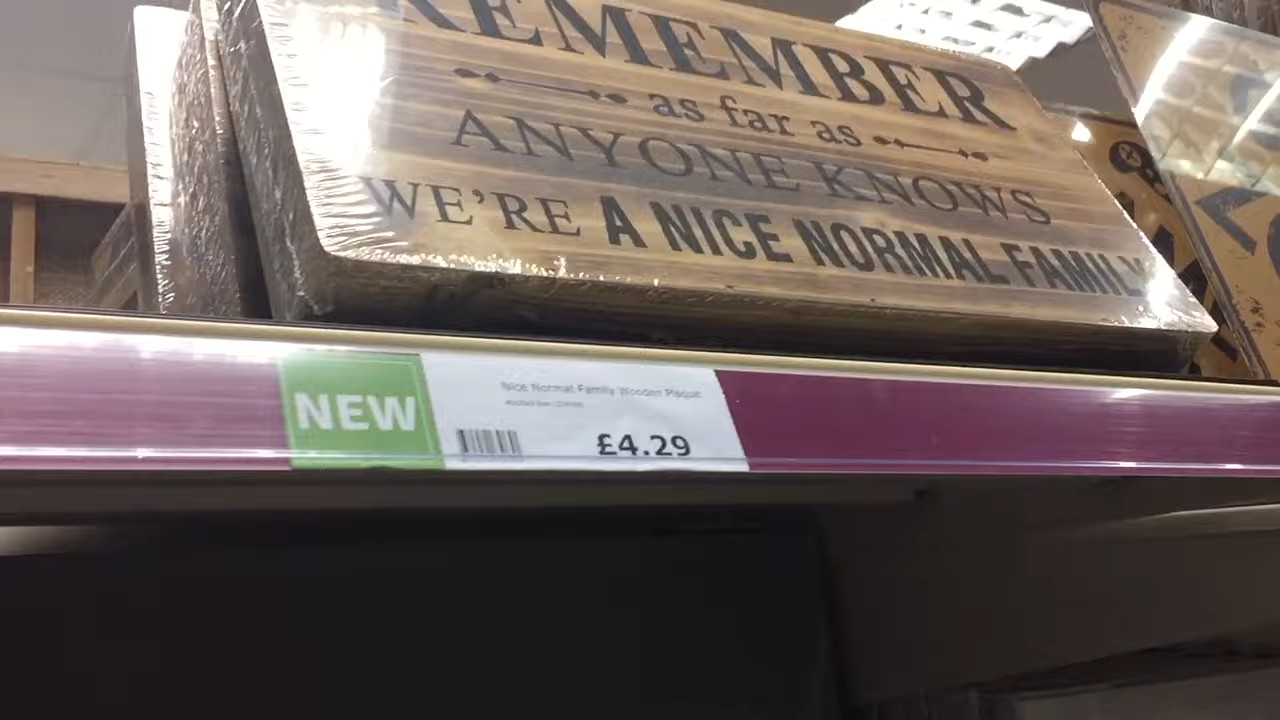 REMEMBER
as far as
ANYONE KNOWS
WE'RE A NICE NORMAL FAMILY
NEW
Nice Normal Family Wooden Plaque
£4.29